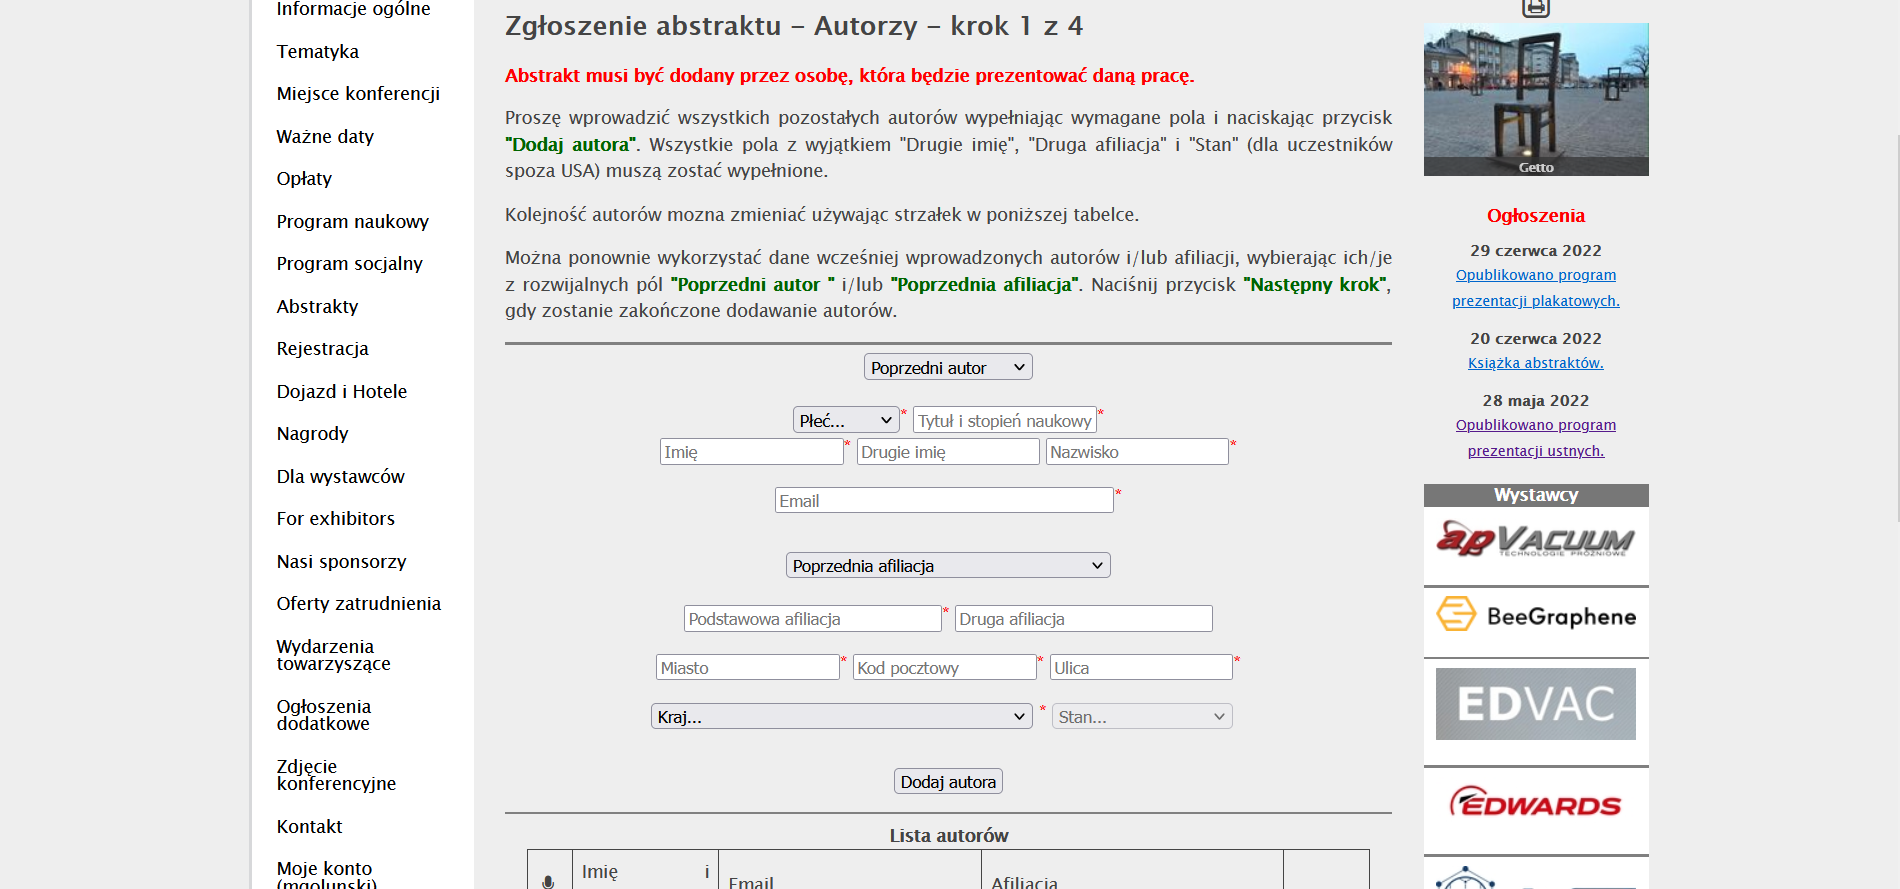 Informacje ogólne
Tematyka
Miejsce konferencji
Ważne daty
Opłaty
Program naukowy
Program socjalny
Abstrakty
Rejestracja
Dojazd i Hotele
Nagrody
Dla wystawców
For exhibitors
Nasi sponsorzy
Oferty zatrudnienia
Wydarzenia
towarzyszące
Ogłoszenia
dodatkowe
Zdjęcie
konferencyjne
Kontakt
Moje konto
(mgolunski)
Zgłoszenie abstraktu – Autorzy – krok 1 z 4
Abstrakt musi być dodany przez osobę, która będzie prezentować daną pracę.
Proszę wprowadzić wszystkich pozostałych autorów wypełniając wymagane pola i naciskając przycisk
"Dodaj autora". Wszystkie pola z wyjątkiem "Drugie imię", "Druga afiliacja" i "Stan" (dla uczestników
spoza USA) muszą zostać wypełnione.
Kolejność autorów mozna zmieniać używając strzałek w poniższej tabelce.
Można ponownie wykorzystać dane wcześniej wprowadzonych autorów i/lub afiliacji, wybierając ich/je
z rozwijalnych pól "Poprzedni autor " i/lub "Poprzednia afiliacja". Naciśnij przycisk "Następny krok",
gdy zostanie zakończone dodawanie autorów.
Poprzedni autor
Płeć... * Tytuł i stopień naukowy *
Imię * Drugie imię Nazwisko *
Email *
Poprzednia afiliacja
Podstawowa afiliacja * Druga afiliacja
Miasto * Kod pocztowy * Ulica *
Kraj... * Stan...
Dodaj autora
Lista autorów
Imię i
Email
Afiliacja
Getto
Ogłoszenia
29 czerwca 2022
Opublikowano program
prezentacji plakatowych.
20 czerwca 2022
Książka abstraktów.
28 maja 2022
Opublikowano program
prezentacji ustnych.
Wystawcy
apVACUUM
TECHNOLOGIE PRÓŻNIOWE
BeeGraphene
EDVAC
EDWARDS